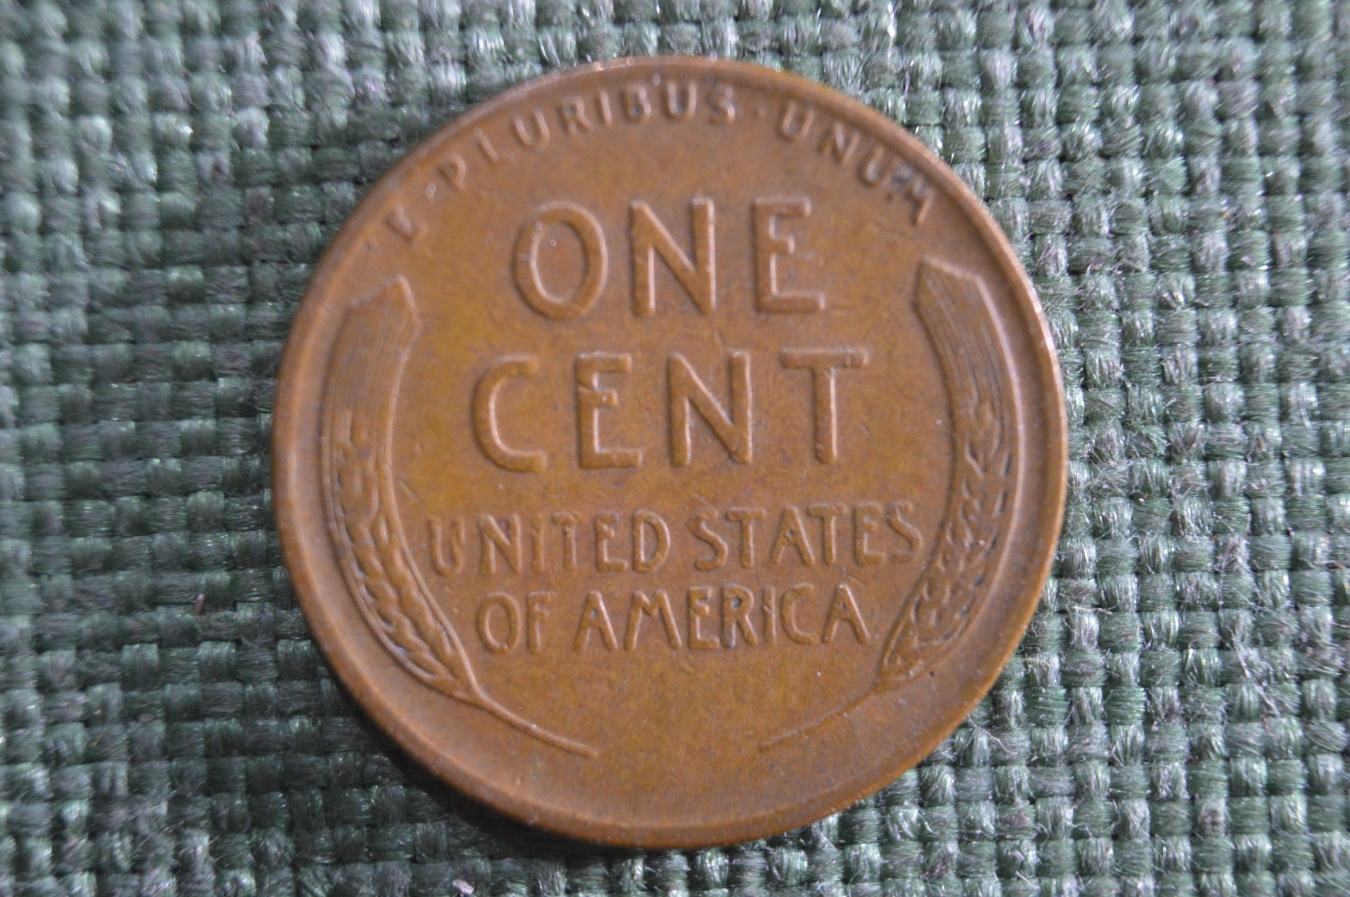 E · PLURIBUS · UNUM
ONE
CENT
UNITED STATES
OF AMERICA